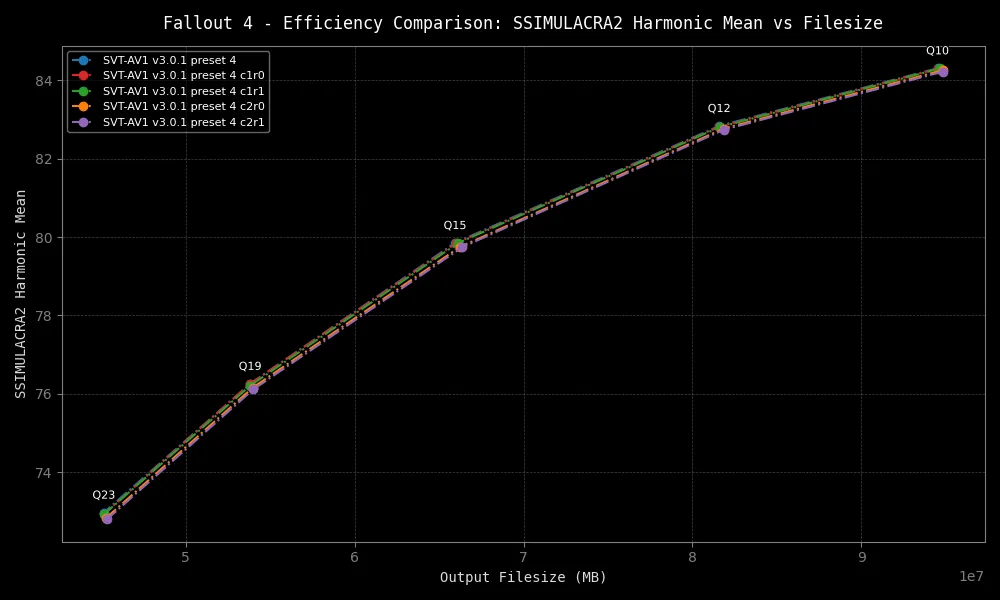 Fallout 4 - Efficiency Comparison: SSIMULACRA2 Harmonic Mean vs Filesize
SVT-AV1 v3.0.1 preset 4
SVT-AV1 v3.0.1 preset 4 c1r0
SVT-AV1 v3.0.1 preset 4 c1r1
SVT-AV1 v3.0.1 preset 4 c2r0
SVT-AV1 v3.0.1 preset 4 c2r1
Q10
Q12
Q15
Q19
Q23
SSIMULACRA2 Harmonic Mean
84
82
80
78
76
74
5 6 7 8 9
1e7
Output Filesize (MB)